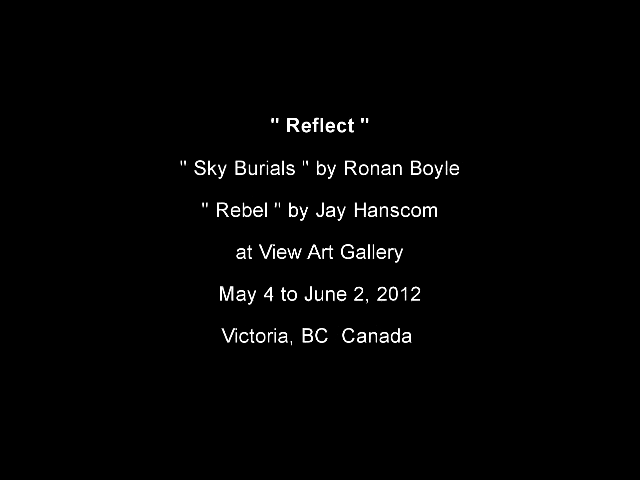 " Reflect "
" Sky Burials " by Ronan Boyle
" Rebel " by Jay Hanscom
at View Art Gallery
May 4 to June 2, 2012
Victoria, BC  Canada